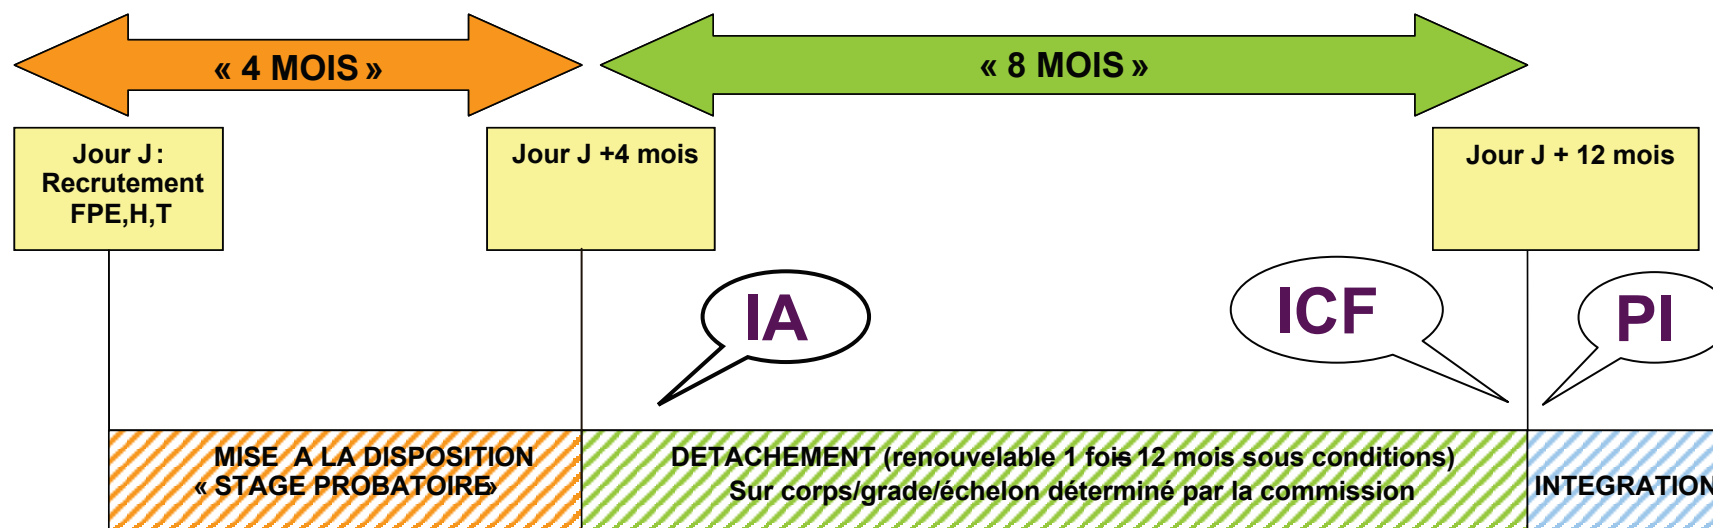 « 4 MOIS »
« 8 MOIS »
Jour J :
Recrutement
FPE,H,T
Jour J +4 mois
Jour J + 12 mois
IA
ICF
PI
MISE A LA DISPOSITION
« STAGE PROBATOIRE»
DETACHEMENT (renouvelable 1 fois 12 mois sous conditions)
Sur corps/grade/échelon déterminé par la commission
INTEGRATION